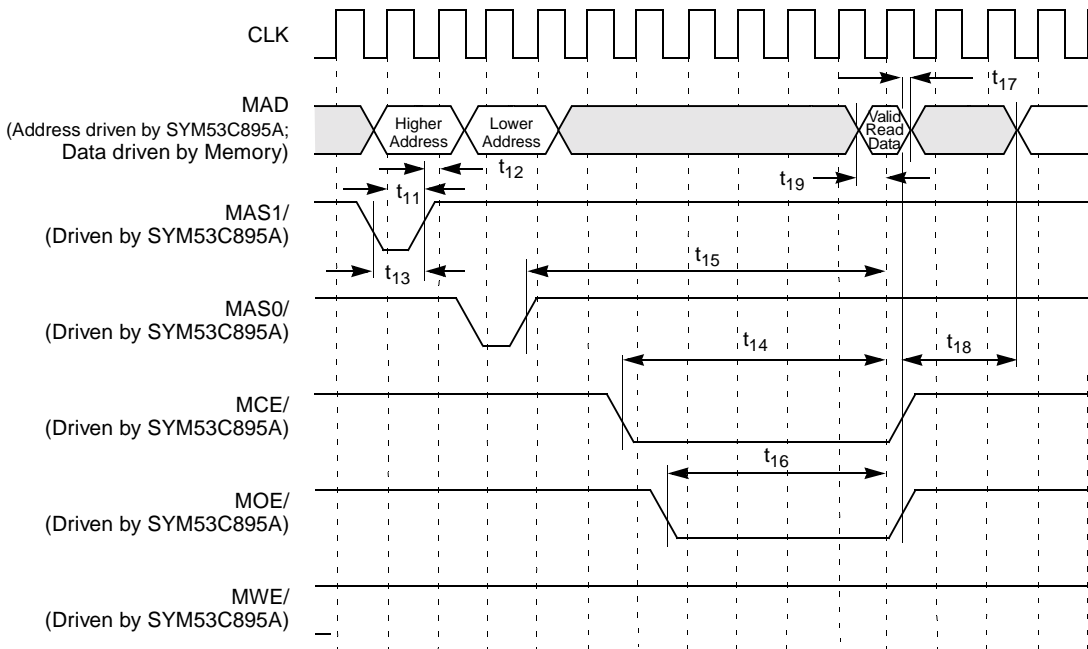 CLK
MAD
(Address driven by SYM53C895A;
Data driven by Memory)
Higher
Address
Lower
Address
Valid
Read
Data
t17
t12
t19
t11
MAS1/
(Driven by SYM53C895A)
t13
t15
MAS0/
(Driven by SYM53C895A)
t14
t18
MCE/
(Driven by SYM53C895A)
t16
MOE/
(Driven by SYM53C895A)
MWE/
(Driven by SYM53C895A)